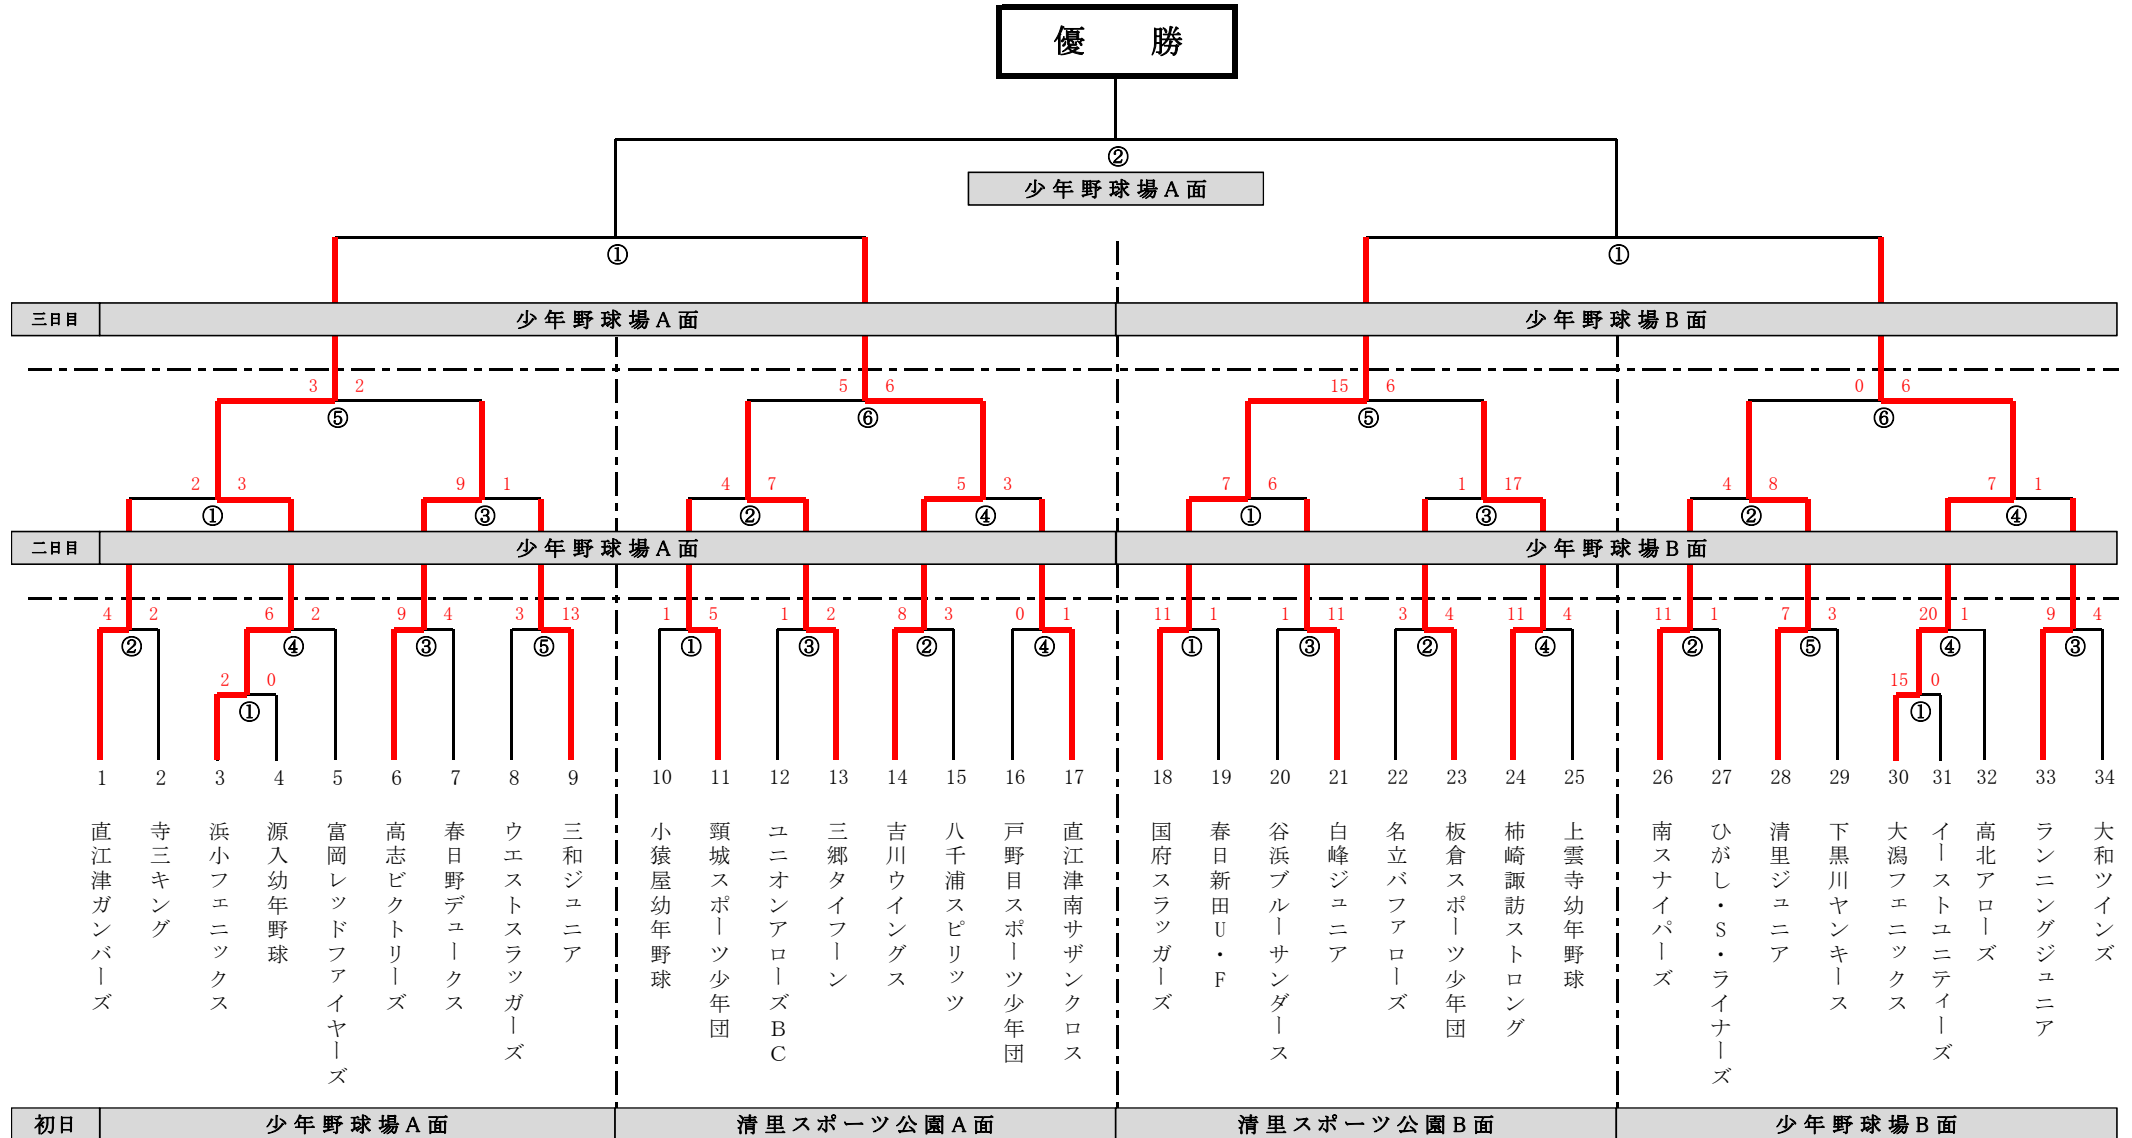 優　勝
②
少年野球場A面
① ①
三日目 少年野球場A面 少年野球場B面
3 2 5 6 15 6 0 6
⑤ ⑥ ⑤ ⑥
2 3 9 1 4 7 5 3 7 6 1 17 4 8 7 1
① ③ ② ④ ① ③ ② ④
二日目 少年野球場A面 少年野球場B面
4 2 6 2 9 4 3 13 1 5 1 2 8 3 0 1 11 1 1 11 3 4 11 4 11 1 7 3 20 1 9 4
② ④ ③ ⑤ ① ③ ② ④ ① ③ ② ④ ② ⑤ ④ ③
2 0 15 0
① ①
1 2 3 4 5 6 7 8 9 10 11 12 13 14 15 16 17 18 19 20 21 22 23 24 25 26 27 28 29 30 31 32 33 34
直江津ガンバーズ
寺三キング
浜小フェニックス
源入幼年野球
富岡レッドファイヤーズ
高志ビクトリーズ
春日野デュークス
ウエストスラッガーズ
三和ジュニア
小猿屋幼年野球
頸城スポーツ少年団
ユニオンアローズBC
三郷タイフーン
吉川ウイングス
八千浦スピリッツ
戸野目スポーツ少年団
直江津南サザンクロス
国府スラッガーズ
春日新田U・F
谷浜ブルーサンダース
白峰ジュニア
名立バファローズ
板倉スポーツ少年団
柿崎諏訪ストロング
上雲寺幼年野球
南スナイパーズ
ひがし・S・ライナーズ
清里ジュニア
下黒川ヤンキース
大潟フェニックス
イーストユニティーズ
高北アローズ
ランニングジュニア
大和ツインズ
初日 少年野球場A面 清里スポーツ公園A面 清里スポーツ公園B面 少年野球場B面